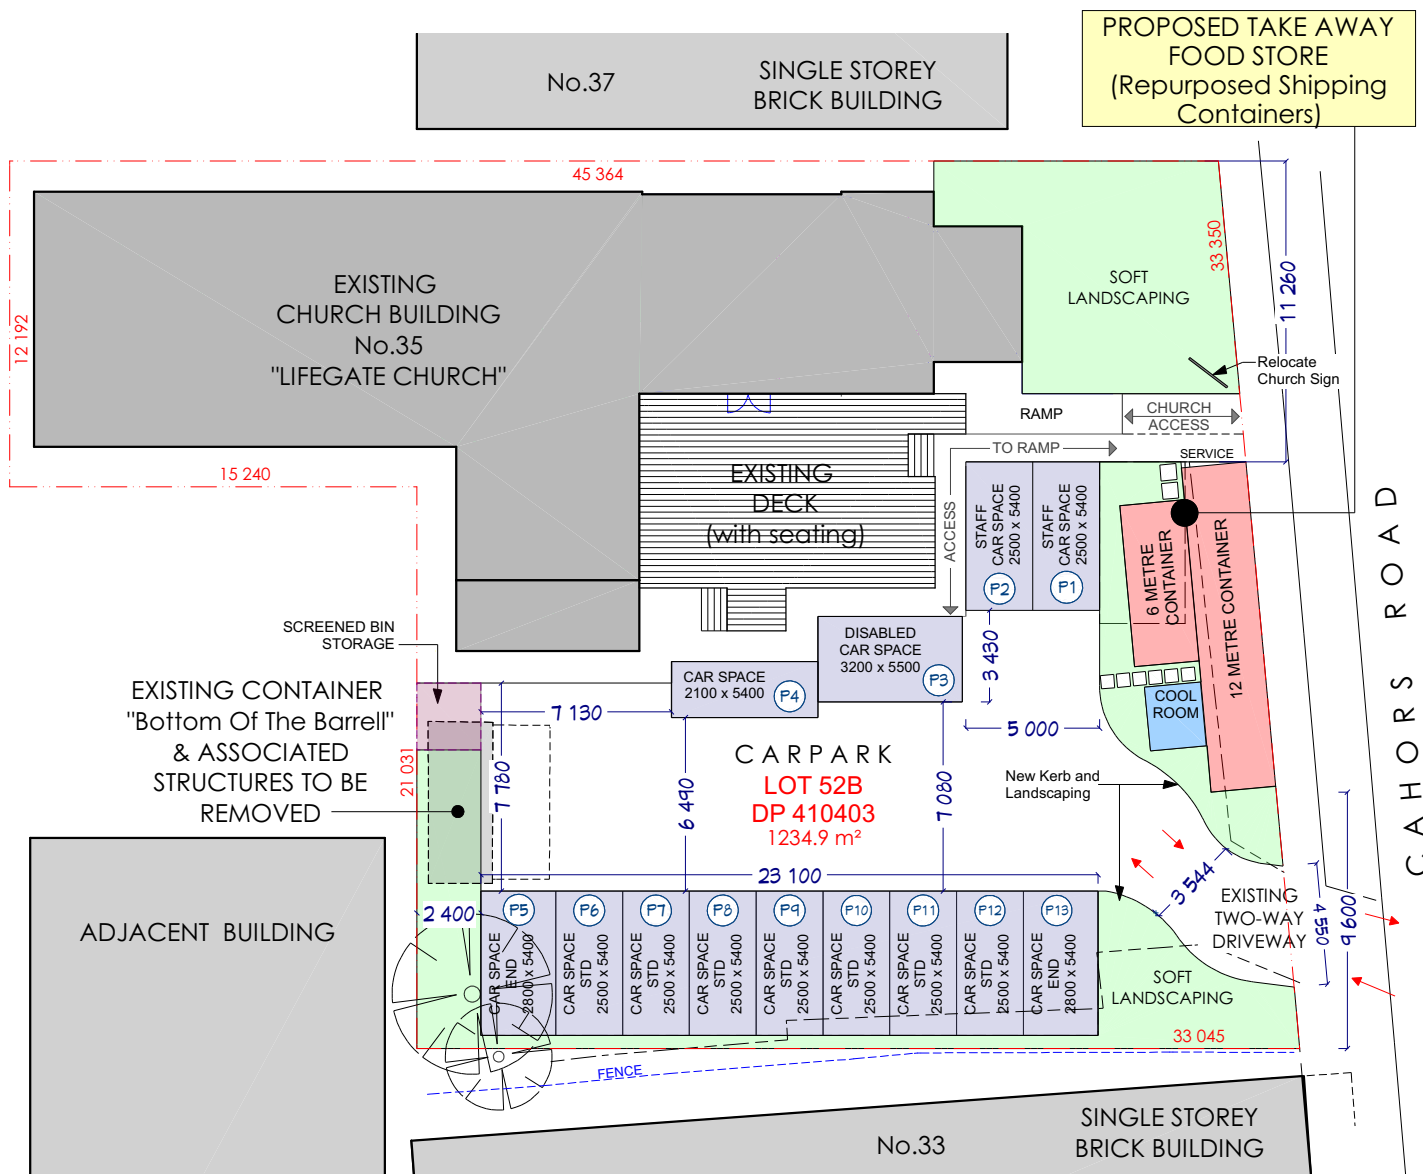 PROPOSED TAKE AWAY
FOOD STORE
(Repurposed Shipping
Containers)
No.37
SINGLE STOREY
BRICK BUILDING
45 364
33 350
12 192
11 260
EXISTING
CHURCH BUILDING
No.35
"LIFEGATE CHURCH"
SOFT
LANDSCAPING
Relocate
Church Sign
RAMP
CHURCH
ACCESS
TO RAMP
SERVICE
15 240
EXISTING
DECK
(with seating)
ACCESS
STAFF
CAR SPACE
2500 x 5400
P2
STAFF
CAR SPACE
2500 x 5400
P1
6 METRE
CONTAINER
12 METRE CONTAINER
COOL
ROOM
CAHORS ROAD
SCREENED BIN
STORAGE
DISABLED
CAR SPACE
3200 x 5500
P3
CAR SPACE
2100 x 5400
P4
3 430
5 000
7 130
EXISTING CONTAINER
"Bottom Of The Barrell"
& ASSOCIATED
STRUCTURES TO BE
REMOVED
21 031
7 780
6 490
CARPARK
LOT 52B
DP 410403
1234.9 m²
7 080
New Kerb and
Landscaping
23 100
3 544
EXISTING
TWO-WAY
DRIVEWAY
4 550
9 600
ADJACENT BUILDING
2 400
P5
CAR SPACE
END
2800 x 5400
P6
CAR SPACE
STD
2500 x 5400
P7
CAR SPACE
STD
2500 x 5400
P8
CAR SPACE
STD
2500 x 5400
P9
CAR SPACE
STD
2500 x 5400
P10
CAR SPACE
STD
2500 x 5400
P11
CAR SPACE
STD
2500 x 5400
P12
CAR SPACE
STD
2500 x 5400
P13
CAR SPACE
END
2800 x 5400
SOFT
LANDSCAPING
33 045
FENCE
No.33
SINGLE STOREY
BRICK BUILDING